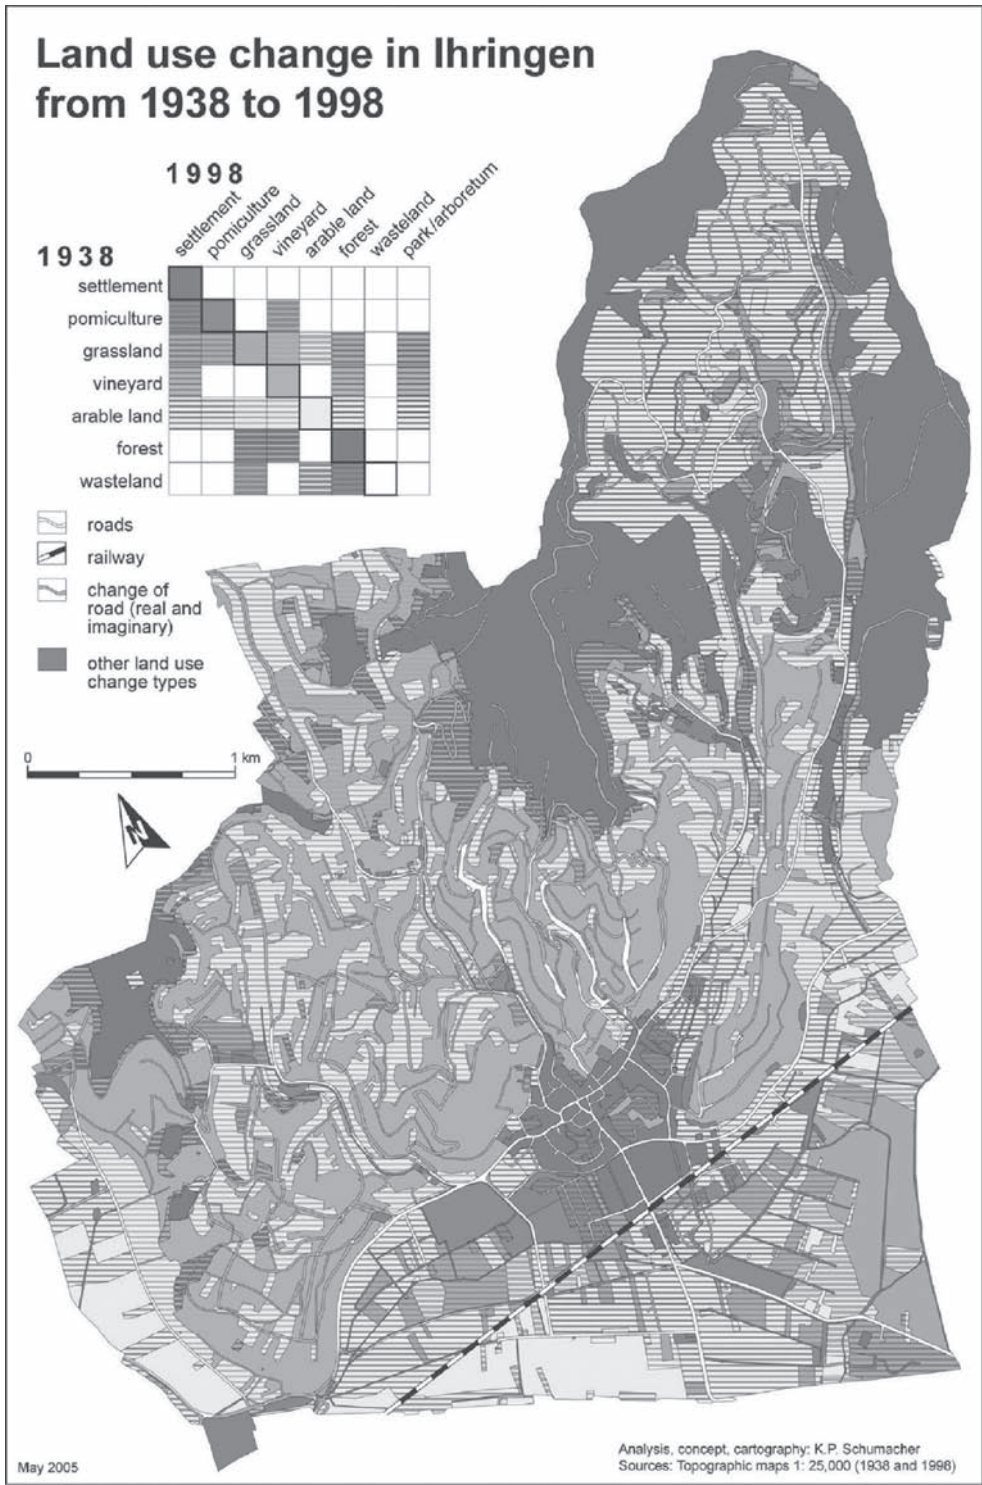 Land use change in Ihringen
from 1938 to 1998
1998
settlement
pomiculture
grassland
vineyard
arable land
forest
wasteland
park/arboretum
1938
settlement
pomiculture
grassland
vineyard
arable land
forest
wasteland
roads
railway
change of
road (real and
imaginary)
other land use
change types
0 1 km
N
May 2005
Analysis, concept, cartography: K.P. Schumacher
Sources: Topographic maps 1: 25,000 (1938 and 1998)